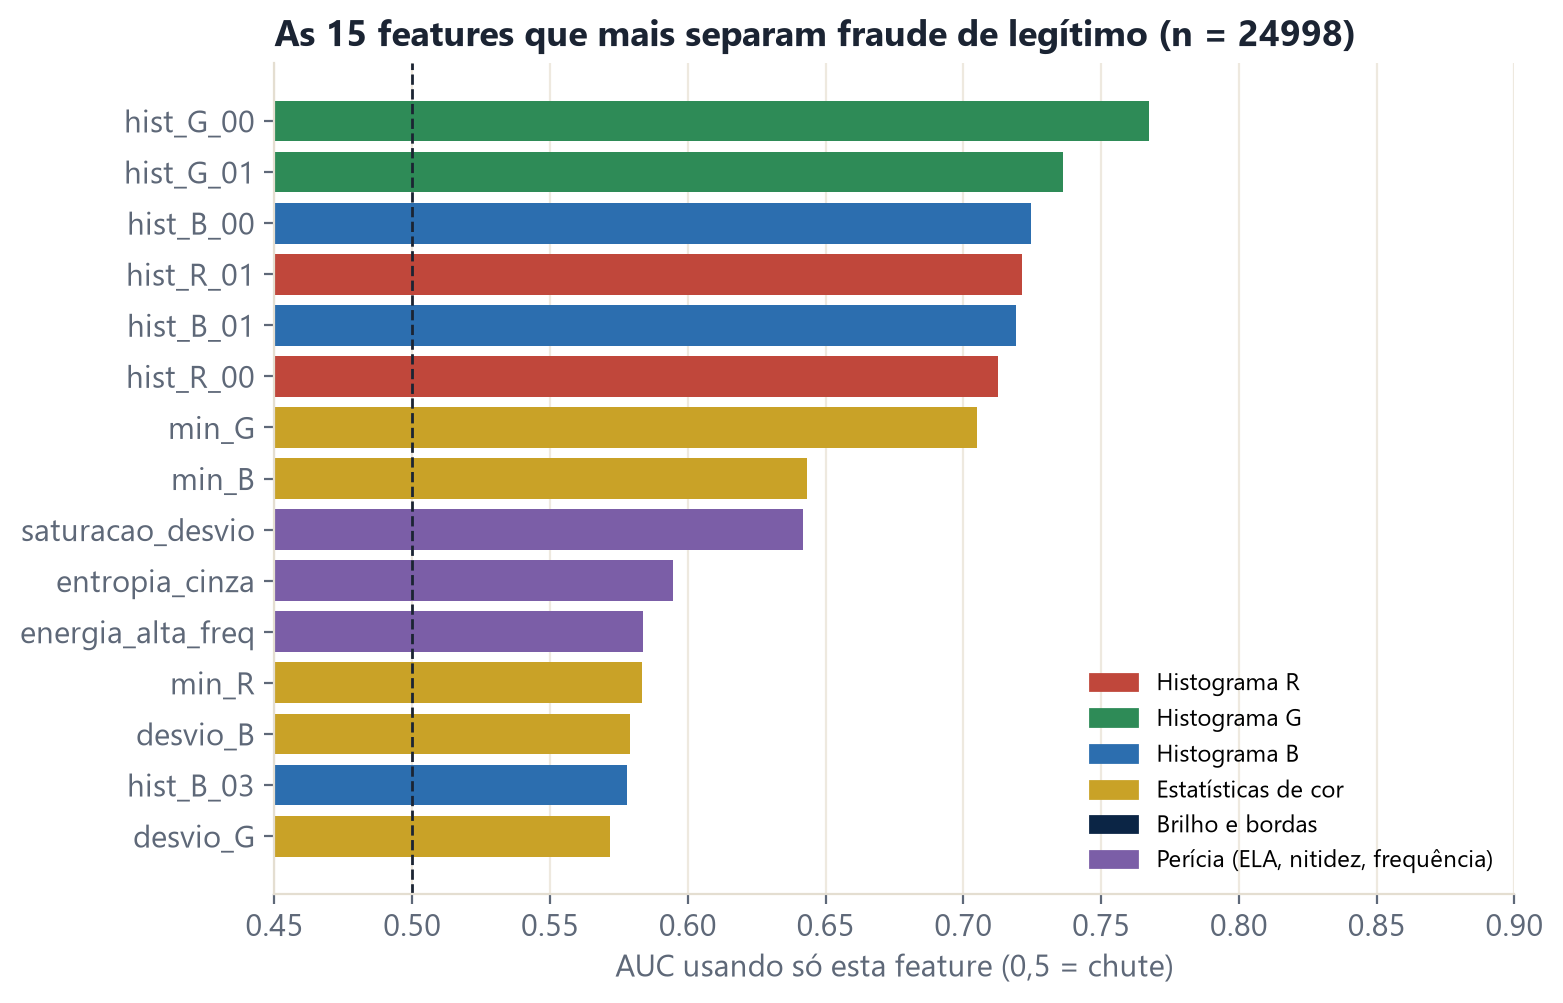 As 15 features que mais separam fraude de legítimo (n = 24998)
hist_G_00
hist_G_01
hist_B_00
hist_R_01
hist_B_01
hist_R_00
min_G
min_B
saturacao_desvio
entropia_cinza
energia_alta_freq
min_R
desvio_B
hist_B_03
desvio_G
Histograma R
Histograma G
Histograma B
Estatísticas de cor
Brilho e bordas
Perícia (ELA, nitidez, frequência)
0.45 0.50 0.55 0.60 0.65 0.70 0.75 0.80 0.85 0.90
AUC usando só esta feature (0,5 = chute)